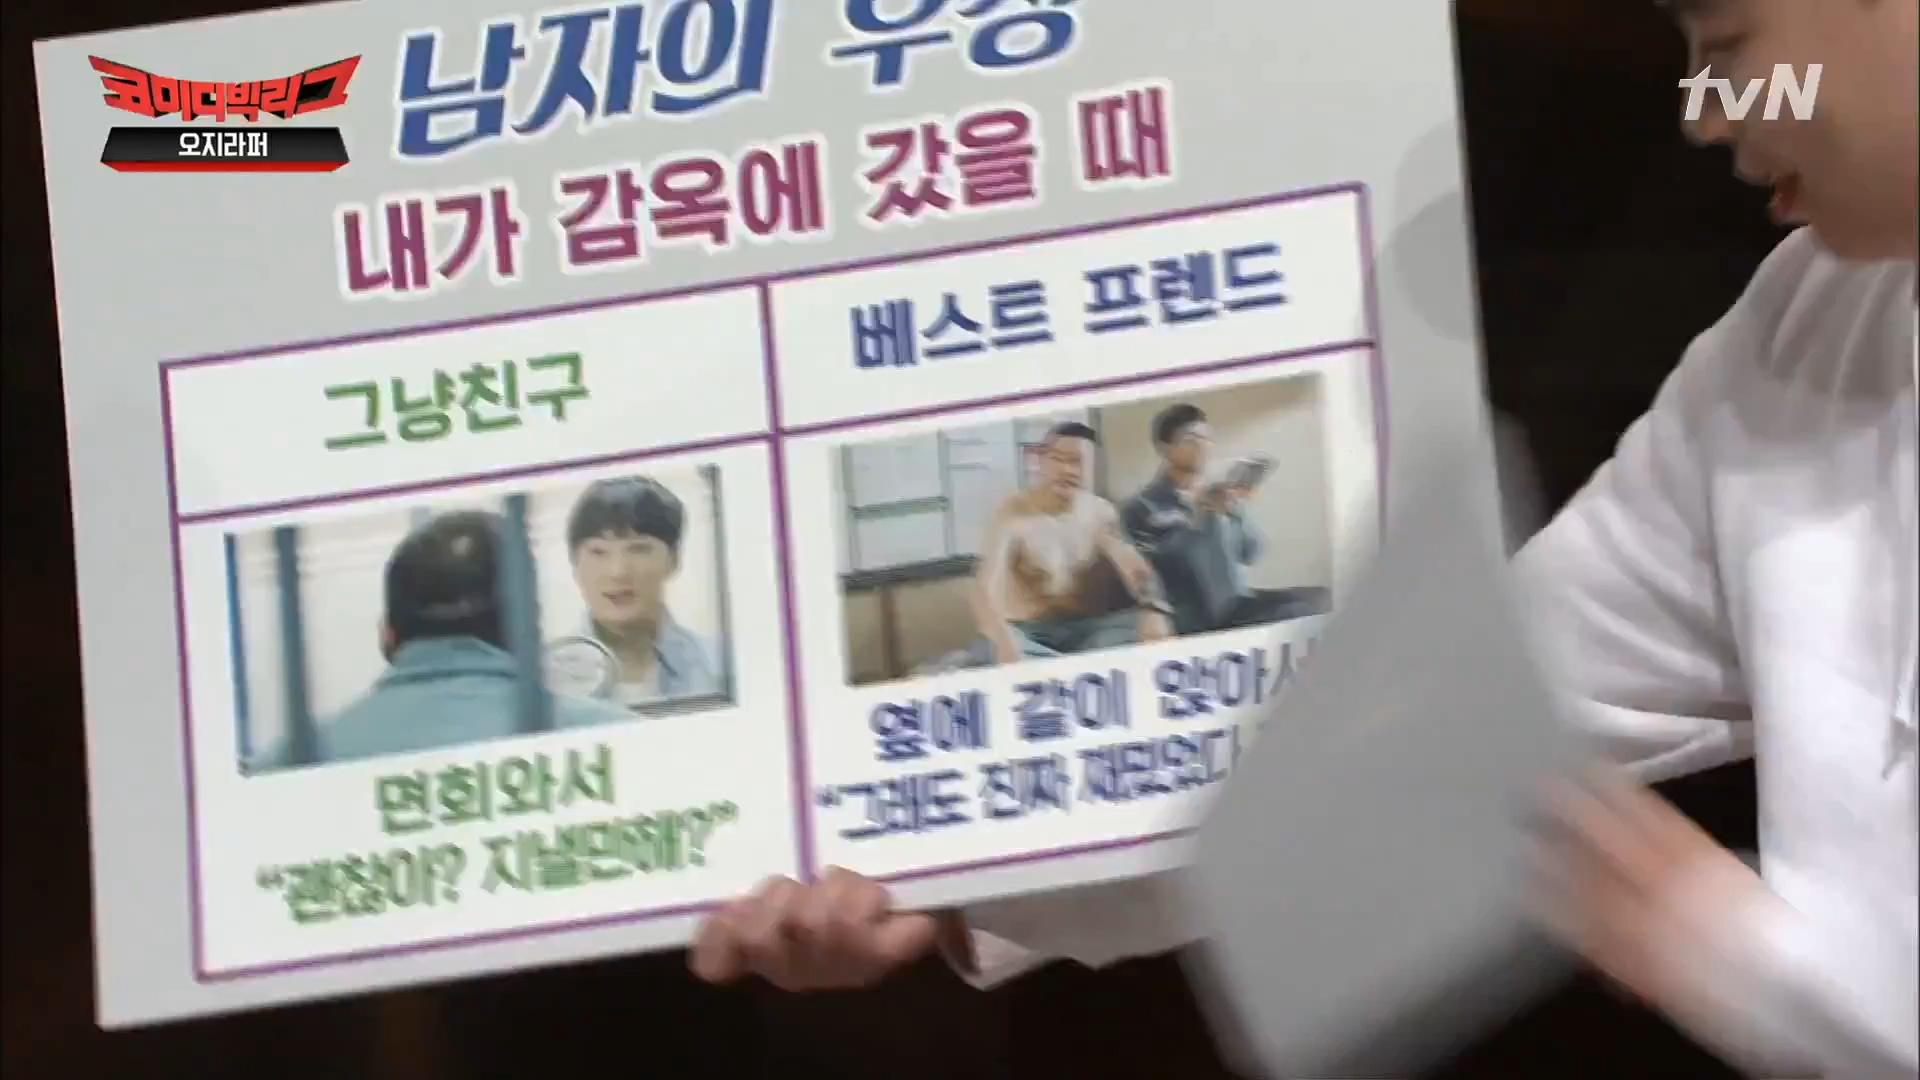 코미디빅리그
오지라퍼
tvN
남자의 우정
내가 감옥에 갔을 때
그냥친구
베스트 프렌드
면회와서
"괜찮아? 지낼만해?"
옆에 같이 앉아서
"그래도 진짜 재밌었다